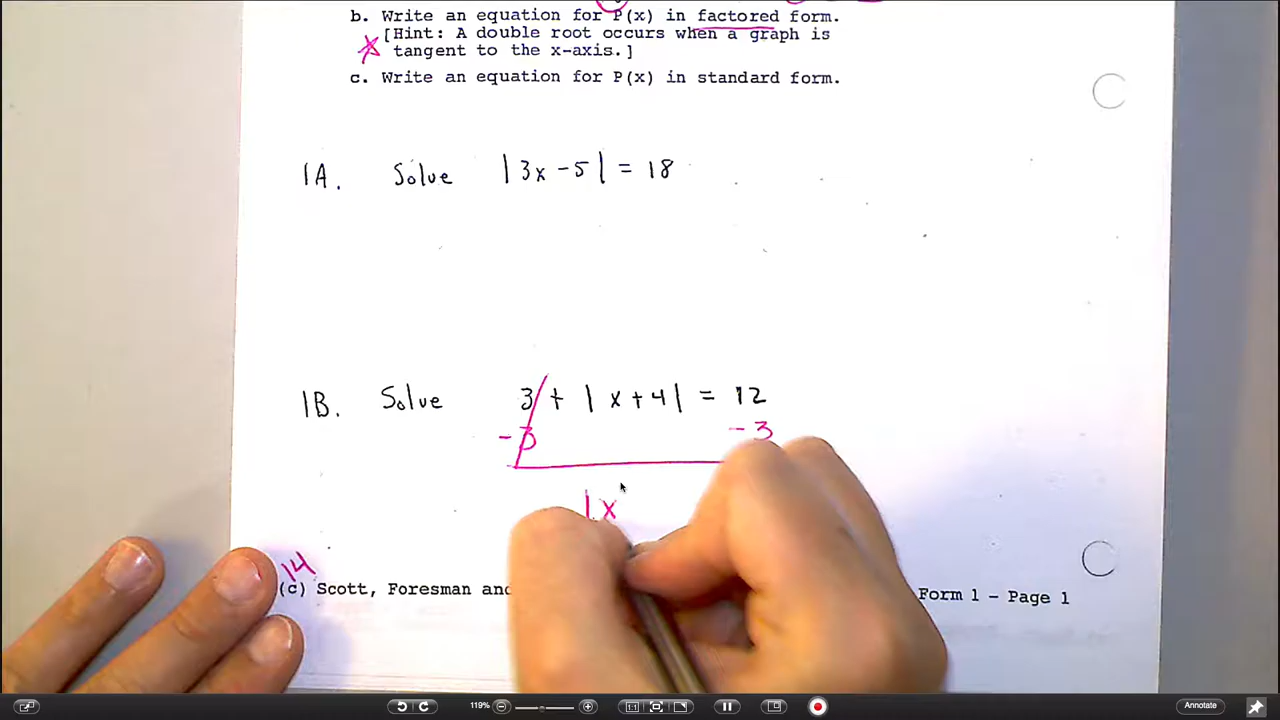 b. Write an equation for P(x) in factored form.
[Hint: A double root occurs when a graph is
tangent to the x-axis.]
c. Write an equation for P(x) in standard form.
1A. Solve |3x - 5| = 18
1B. Solve 3 + |x + 4| = 12
- 3 - 3
|x
14
(c) Scott, Foresman and
Form 1 - Page 1
119%
1:1
Annotate